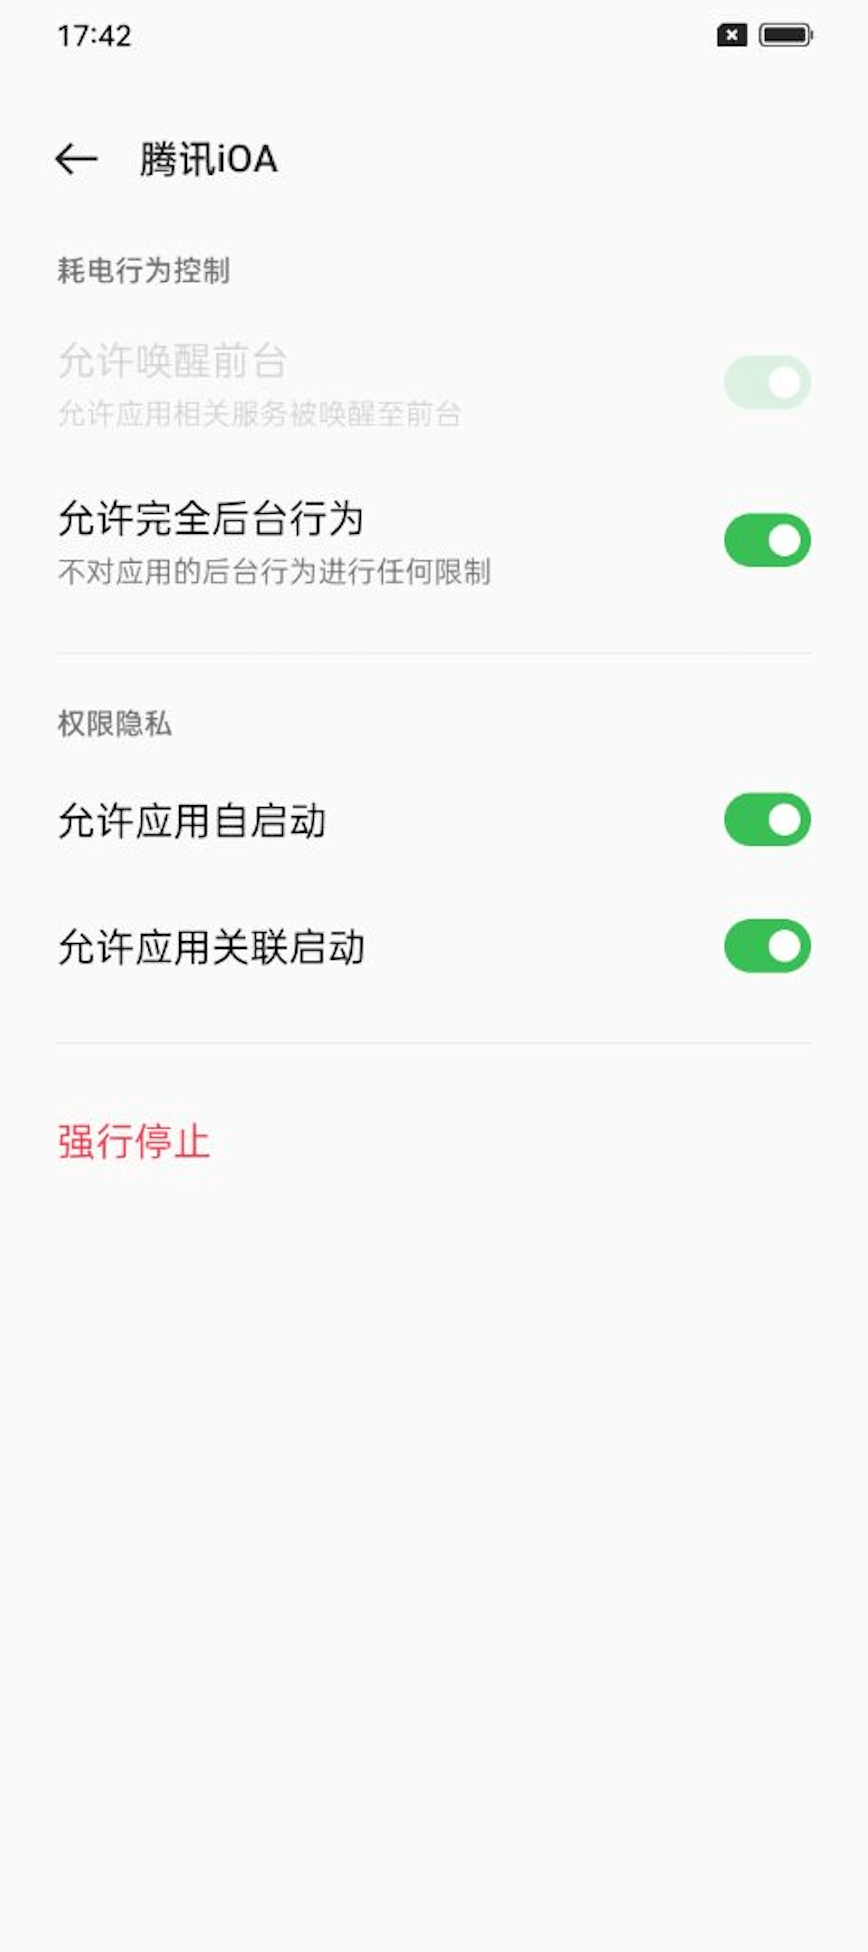 17:42
腾讯iOA
耗电行为控制
允许唤醒前台
允许应用相关服务被唤醒至前台
允许完全后台行为
不对应用的后台行为进行任何限制
权限隐私
允许应用自启动
允许应用关联启动
强行停止